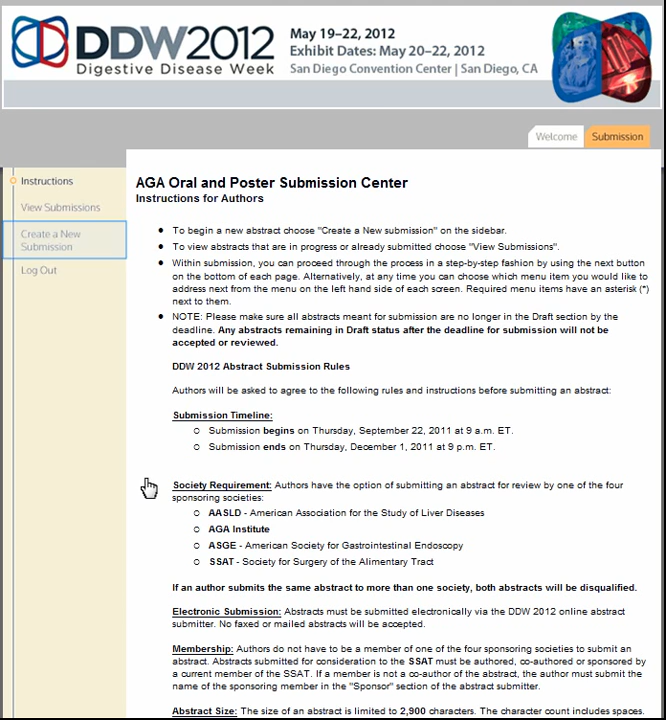 DDW2012
Digestive Disease Week
May 19–22, 2012
Exhibit Dates: May 20–22, 2012
San Diego Convention Center | San Diego, CA
Welcome
Submission
Instructions
View Submissions
Create a New
Submission
Log Out
AGA Oral and Poster Submission Center
Instructions for Authors
● To begin a new abstract choose "Create a New submission" on the sidebar.
● To view abstracts that are in progress or already submitted choose "View Submissions".
● Within submission, you can proceed through the process in a step-by-step fashion by using the next button
on the bottom of each page. Alternatively, at any time you can choose which menu item you would like to
address next from the menu on the left hand side of each screen. Required menu items have an asterisk (*)
next to them.
● NOTE: Please make sure all abstracts meant for submission are no longer in the Draft section by the
deadline. Any abstracts remaining in Draft status after the deadline for submission will not be
accepted or reviewed.
DDW 2012 Abstract Submission Rules
Authors will be asked to agree to the following rules and instructions before submitting an abstract:
Submission Timeline:
○ Submission begins on Thursday, September 22, 2011 at 9 a.m. ET.
○ Submission ends on Thursday, December 1, 2011 at 9 p.m. ET.
Society Requirement: Authors have the option of submitting an abstract for review by one of the four
sponsoring societies:
○ AASLD - American Association for the Study of Liver Diseases
○ AGA Institute
○ ASGE - American Society for Gastrointestinal Endoscopy
○ SSAT - Society for Surgery of the Alimentary Tract
If an author submits the same abstract to more than one society, both abstracts will be disqualified.
Electronic Submission: Abstracts must be submitted electronically via the DDW 2012 online abstract
submitter. No faxed or mailed abstracts will be accepted.
Membership: Authors do not have to be a member of one of the four sponsoring societies to submit an
abstract. Abstracts submitted for consideration to the SSAT must be authored, co-authored or sponsored by
a current member of the SSAT. If a member is not a co-author of the abstract, the author must submit the
name of the sponsoring member in the "Sponsor" section of the abstract submitter.
Abstract Size: The size of an abstract is limited to 2,900 characters. The character count includes spaces.